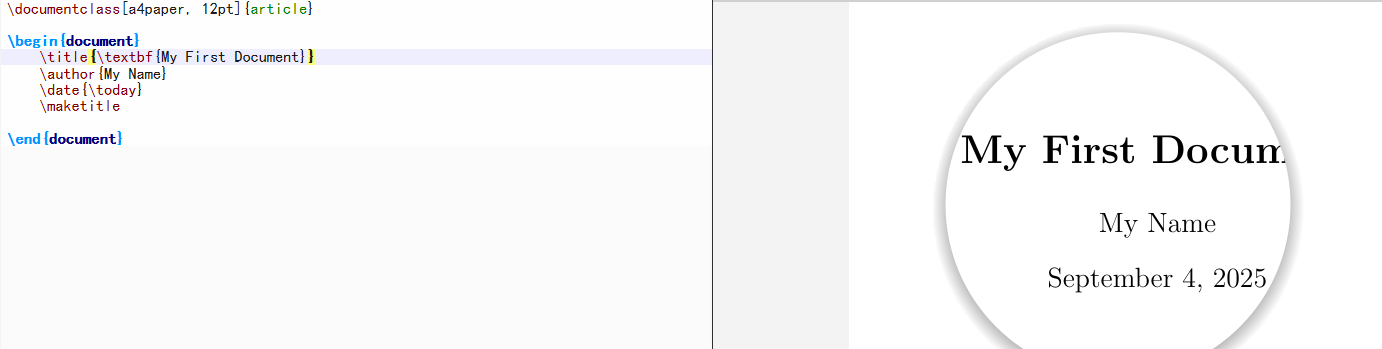 \documentclass[a4paper, 12pt]{article}
\begin{document}
\title{\textbf{My First Document}}
\author{My Name}
\date{\today}
\maketitle
\end{document}
My First Docum
My Name
September 4, 2025